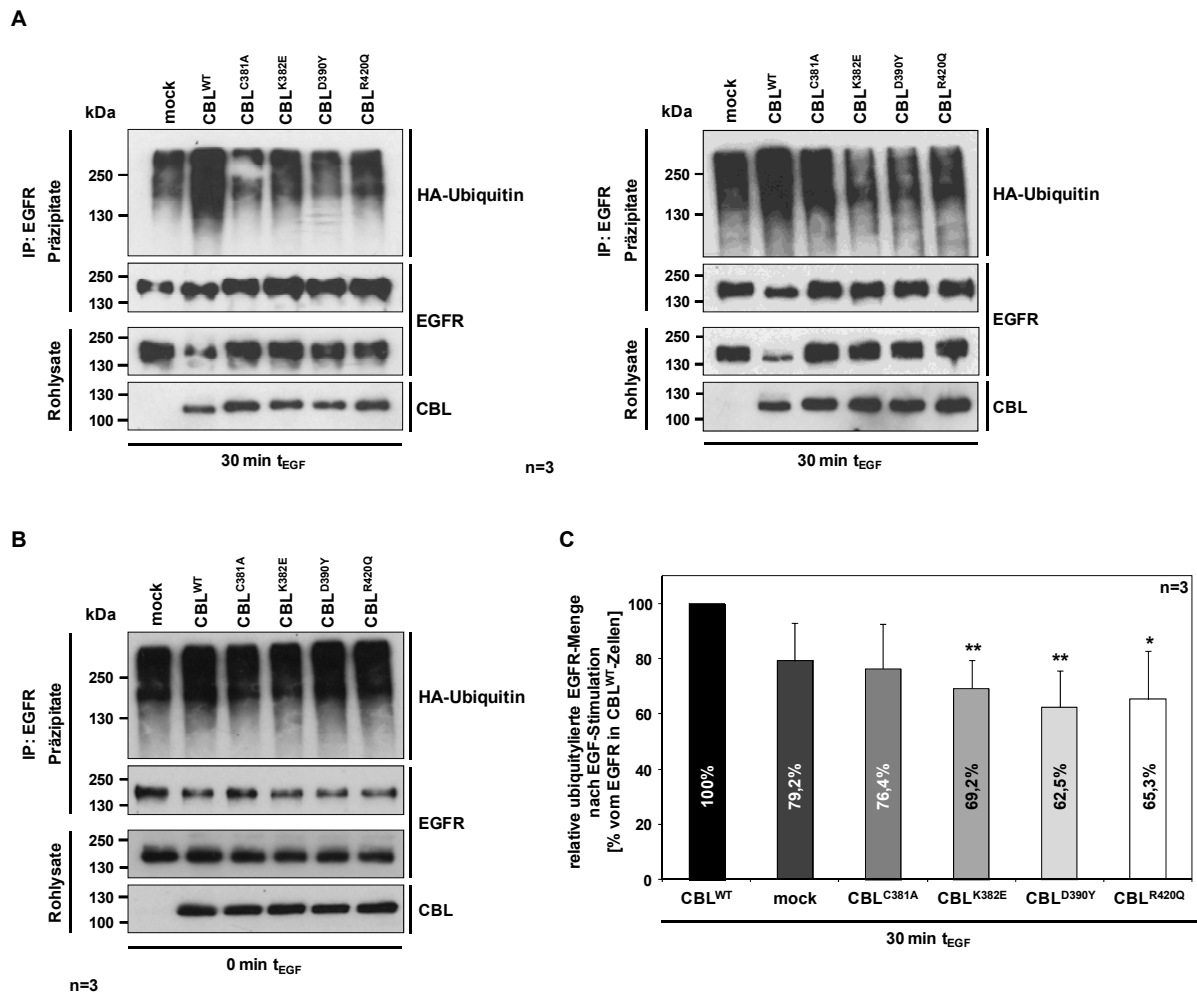 A
kDa
mock
CBLWT
CBLC381A
CBLK382E
CBLD390Y
CBLR420Q
IP: EGFR
Präzipitate
250
130
HA-Ubiquitin
250
130
EGFR
Rohlysate
250
130
130
100
CBL
30 min tEGF
n=3
kDa
mock
CBLWT
CBLC381A
CBLK382E
CBLD390Y
CBLR420Q
IP: EGFR
Präzipitate
250
130
HA-Ubiquitin
250
130
EGFR
Rohlysate
250
130
130
100
CBL
30 min tEGF
B
kDa
mock
CBLWT
CBLC381A
CBLK382E
CBLD390Y
CBLR420Q
IP: EGFR
Präzipitate
250
130
HA-Ubiquitin
250
130
EGFR
Rohlysate
250
130
130
100
CBL
0 min tEGF
n=3
C
n=3
relative ubiquitylierte EGFR-Menge
nach EGF-Stimulation
[% vom EGFR in CBLWT-Zellen]
100
80
60
40
20
0
** ** *
100% 79,2% 76,4% 69,2% 62,5% 65,3%
CBLWT mock CBLC381A CBLK382E CBLD390Y CBLR420Q
30 min tEGF